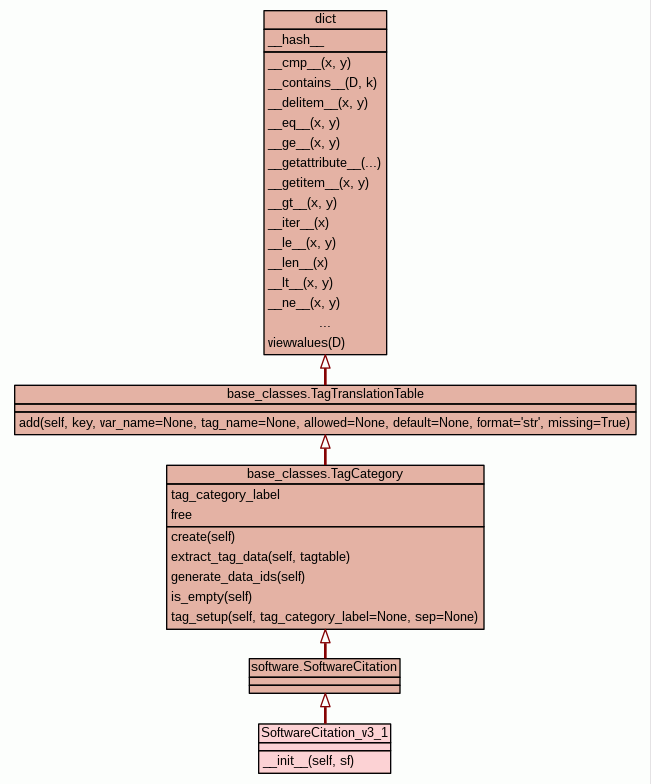 dict
__hash__
__cmp__(x, y)
__contains__(D, k)
__delitem__(x, y)
__eq__(x, y)
__ge__(x, y)
__getattribute__(...)
__getitem__(x, y)
__gt__(x, y)
__iter__(x)
__le__(x, y)
__len__(x)
__lt__(x, y)
__ne__(x, y)
...
viewvalues(D)
base_classes.TagTranslationTable
add(self, key, var_name=None, tag_name=None, allowed=None, default=None, format='str', missing=True)
base_classes.TagCategory
tag_category_label
free
create(self)
extract_tag_data(self, tagtable)
generate_data_ids(self)
is_empty(self)
tag_setup(self, tag_category_label=None, sep=None)
software.SoftwareCitation
SoftwareCitation_v3_1
__init__(self, sf)